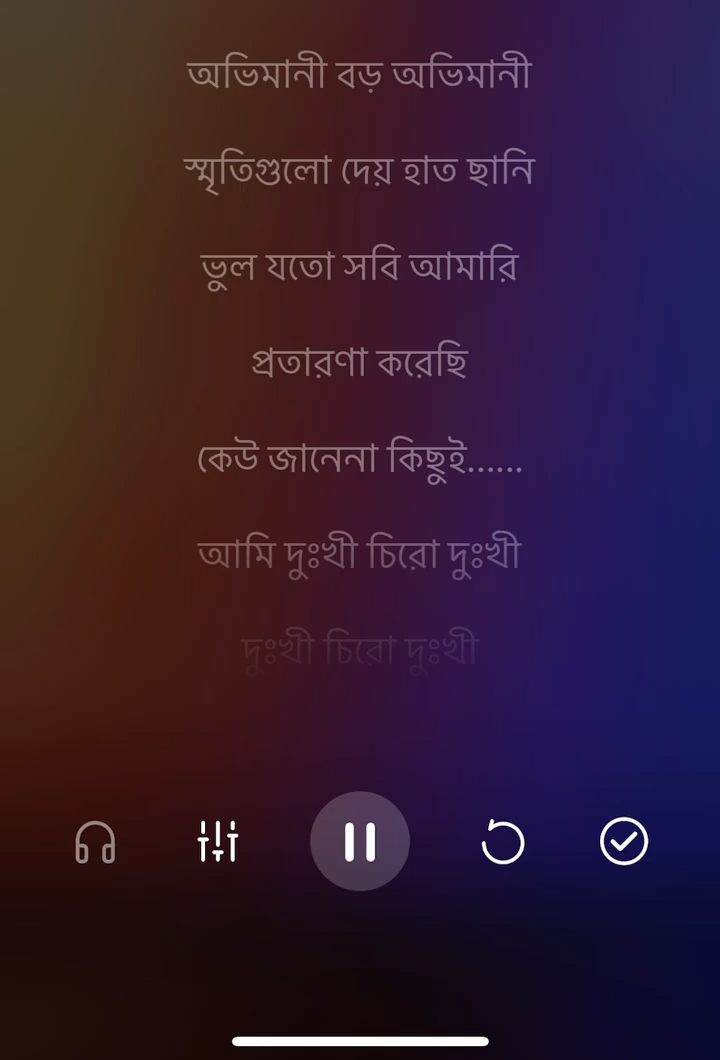 অভিমানী বড় অভিমানী
স্মৃতিগুলো দেয় হাত ছানি
ভুল যতো সবি আমারি
প্রতারণা করেছি
কেউ জানেনা কিছুই......
আমি দুঃখী চিরো দুঃখী
দুঃখী চিরো দুঃখী